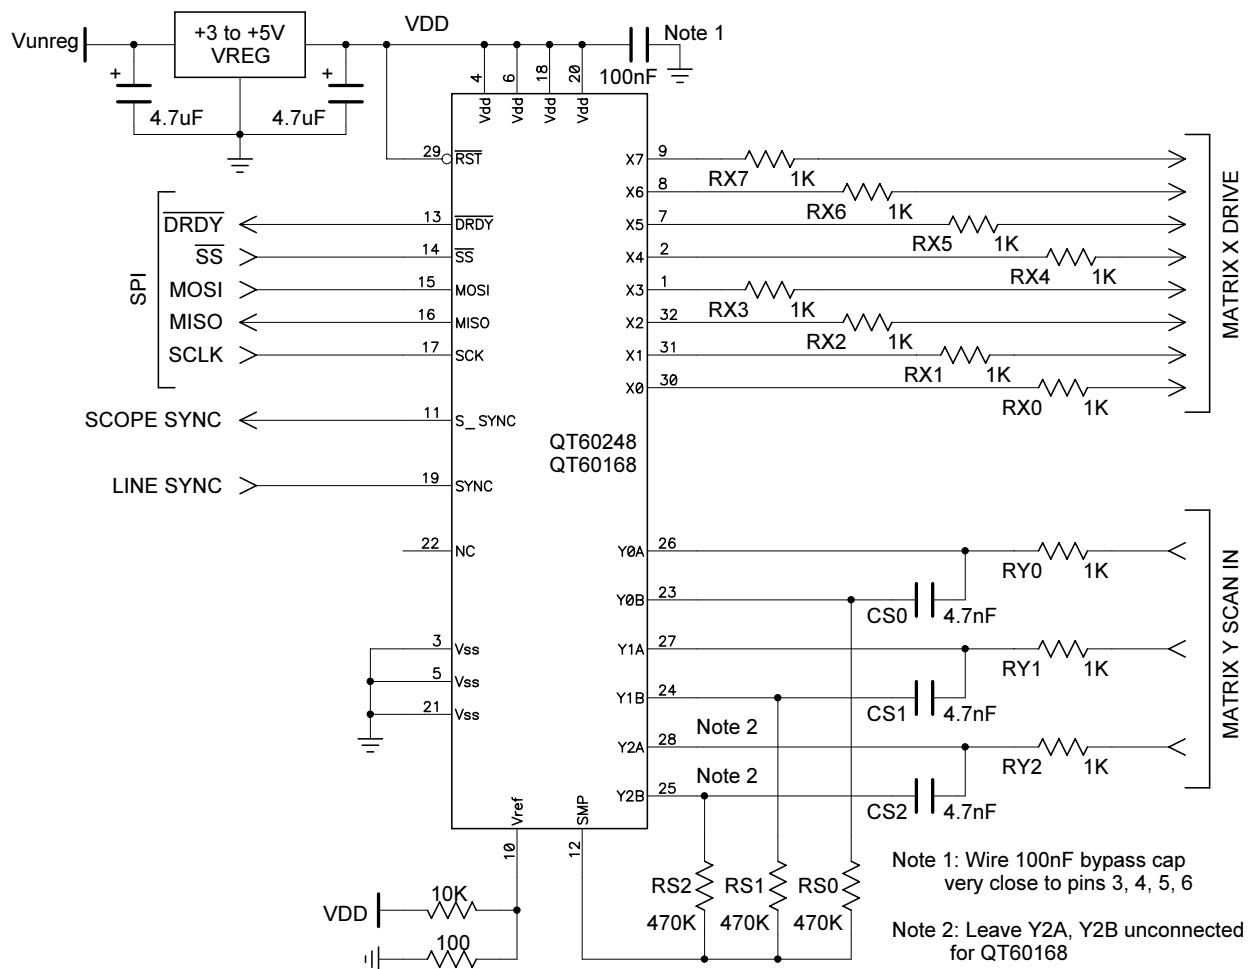 Vunreg
+3 to +5V
VREG
VDD
Note 1
100nF
+
4.7uF
+
4.7uF
4
6
18
20
Vdd
Vdd
Vdd
Vdd
29
RST
SPI
DRDY
13
DRDY
SS
14
SS
MOSI
15
MOSI
MISO
16
MISO
SCLK
17
SCK
SCOPE SYNC
11
S_SYNC
LINE SYNC
19
SYNC
22
NC
3
Vss
5
Vss
21
Vss
QT60248
QT60168
X7
9
RX7
1K
X6
8
RX6
1K
X5
7
RX5
1K
X4
2
RX4
1K
X3
1
RX3
1K
X2
32
RX2
1K
X1
31
RX1
1K
X0
30
RX0
1K
MATRIX X DRIVE
Y0A
26
RY0
1K
Y0B
23
CS0
4.7nF
Y1A
27
RY1
1K
Y1B
24
CS1
4.7nF
Note 2
Y2A
28
RY2
1K
Note 2
Y2B
25
CS2
4.7nF
MATRIX Y SCAN IN
Vref
10
SMP
12
VDD
10K
100
RS2
470K
RS1
470K
RS0
470K
Note 1: Wire 100nF bypass cap
very close to pins 3, 4, 5, 6
Note 2: Leave Y2A, Y2B unconnected
for QT60168